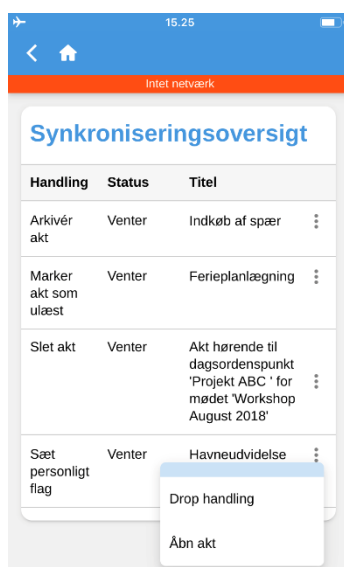 15.25
Intet netværk
Synkroniseringsoversigt
Handling Status Titel
Arkivér akt Venter Indkøb af spær
Marker akt som ulæst Venter Ferieplanlægning
Slet akt Venter Akt hørende til
dagsordenspunkt
'Projekt ABC ' for
mødet 'Workshop
August 2018'
Sæt personligt flag Venter Havneudvidelse
Drop handling
Åbn akt